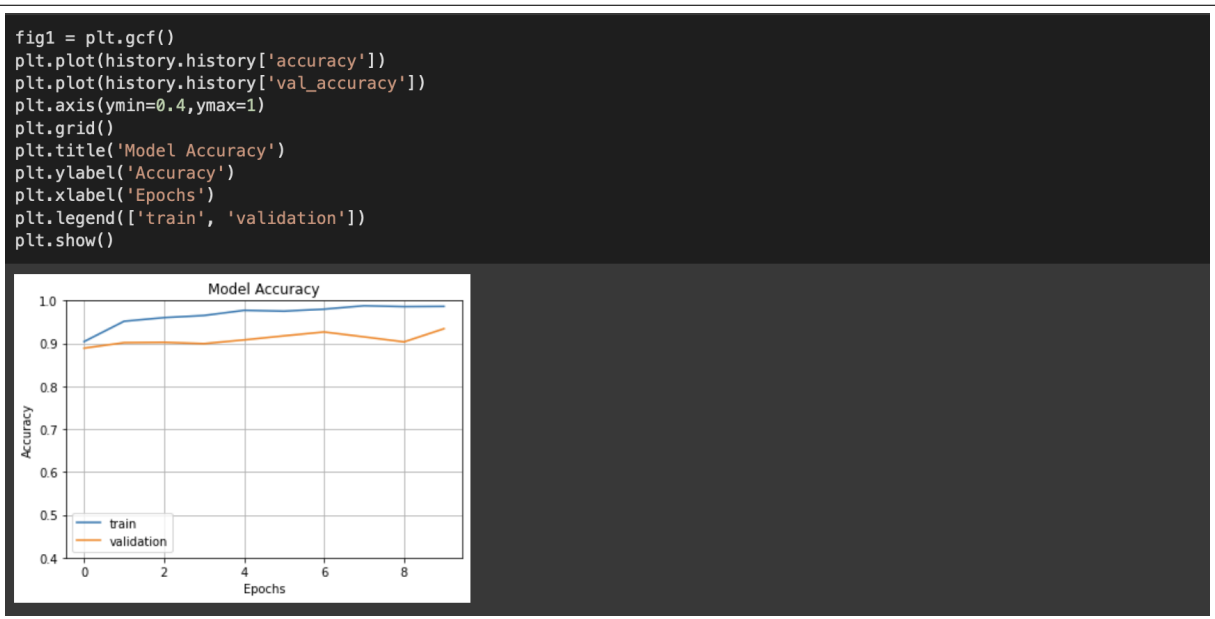 fig1 = plt.gcf()
plt.plot(history.history['accuracy'])
plt.plot(history.history['val_accuracy'])
plt.axis(ymin=0.4,ymax=1)
plt.grid()
plt.title('Model Accuracy')
plt.ylabel('Accuracy')
plt.xlabel('Epochs')
plt.legend(['train', 'validation'])
plt.show()
Model Accuracy
1.0
0.9
0.8
0.7
0.6
0.5
0.4
Accuracy
train
validation
0 2 4 6 8
Epochs